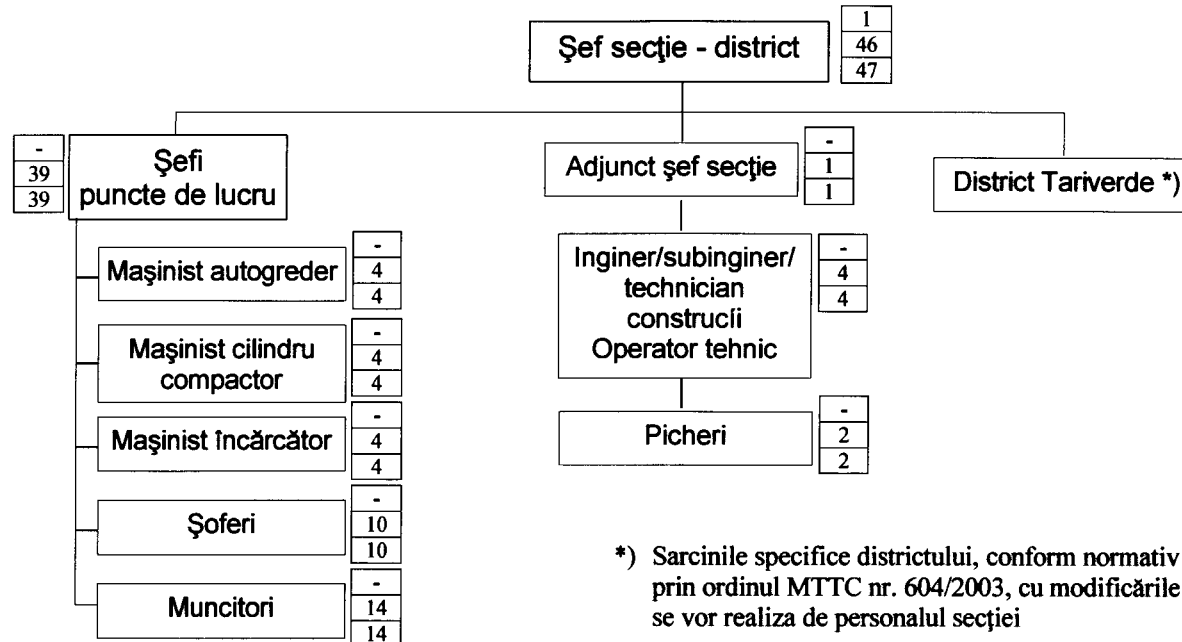 Şef secţie - district
1
46
47
-
39
39
Şefi
puncte de lucru
Adjunct şef secţie
-
1
1
District Tariverde *)
Maşinist autogreder
-
4
4
Inginer/subinginer/
technician
construcíi
Operator tehnic
-
4
4
Maşinist cilindru
compactor
-
4
4
Maşinist încărcător
-
4
4
Picheri
-
2
2
Şoferi
-
10
10
Muncitori
-
14
14
*) Sarcinile specifice districtului, conform normativ
prin ordinul MTTC nr. 604/2003, cu modificările
se vor realiza de personalul secţiei